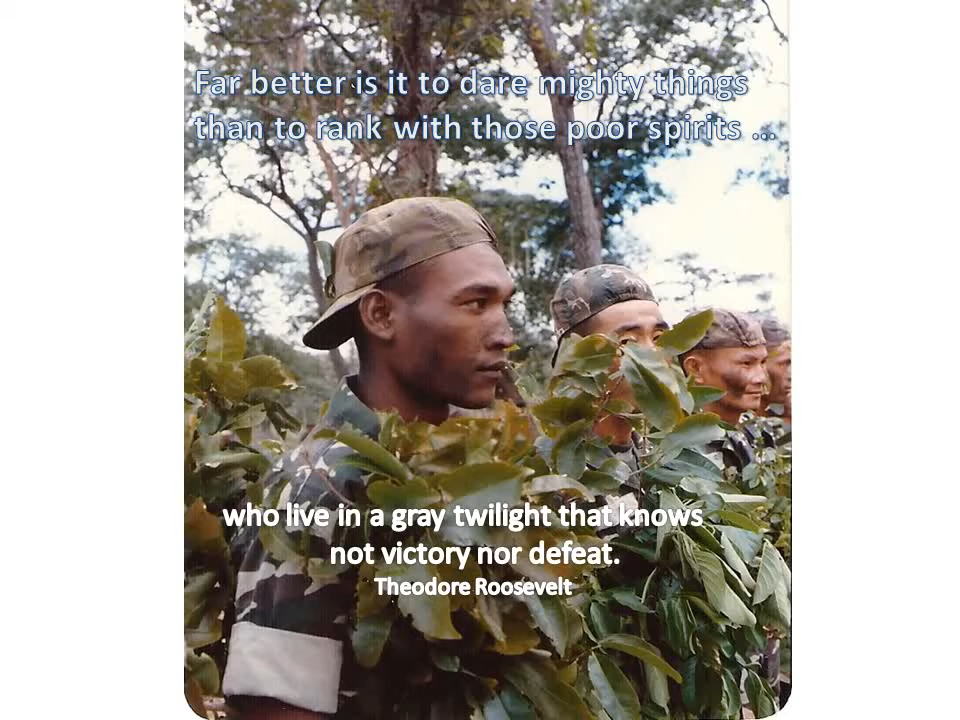 Far better is it to dare mighty things
than to rank with those poor spirits ...
who live in a gray twilight that knows
not victory nor defeat.
Theodore Roosevelt